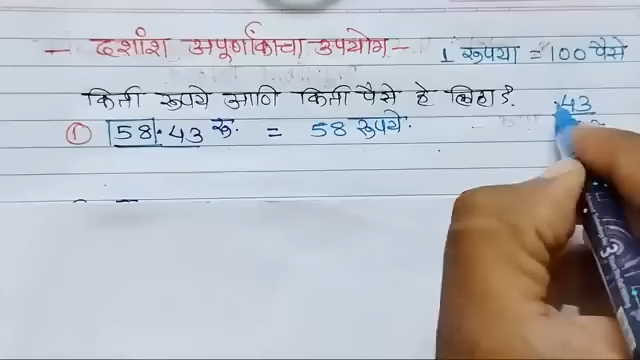 - दशांश अपूर्णांकाचा उपयोग -
1 रूपया = 100 पैसे
किती रूपये आणि किती पैसे हे लिहा ?.
① 58.43 रू. = 58 रूपये.
.43